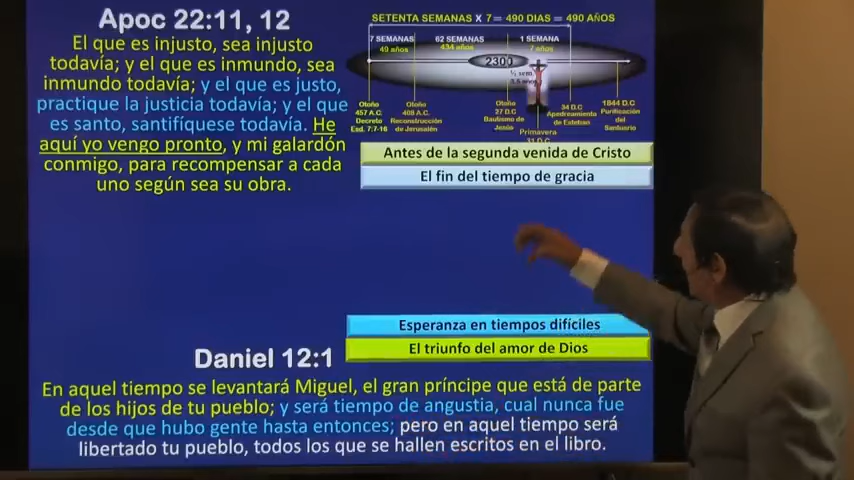 Apoc 22:11, 12
El que es injusto, sea injusto
todavía; y el que es inmundo, sea
inmundo todavía; y el que es justo,
practique la justicia todavía; y el que
es santo, santifíquese todavía. He
aquí yo vengo pronto, y mi galardón
conmigo, para recompensar a cada
uno según sea su obra.
SETENTA SEMANAS X 7= 490 DIAS = 490 AÑOS
7 SEMANAS
49 años
62 SEMANAS
434 años
1 SEMANA
7 años
2300
½ sem
3.5 años
Otoño
457 A.C.
Decreto
Esd. 7:7-16
Otoño
408 A.C.
Reconstrucción
de Jerusalén
Otoño
27 D.C
Bautismo de
Jesús
Primavera
31 D.C
34 D.C
Apedreamiento
de Esteban
1844 D.C
Purificación
del
Santuario
Antes de la segunda venida de Cristo
El fin del tiempo de gracia
Esperanza en tiempos difíciles
El triunfo del amor de Dios
Daniel 12:1
En aquel tiempo se levantará Miguel, el gran príncipe que está de parte
de los hijos de tu pueblo; y será tiempo de angustia, cual nunca fue
desde que hubo gente hasta entonces; pero en aquel tiempo será
libertado tu pueblo, todos los que se hallen escritos en el libro.